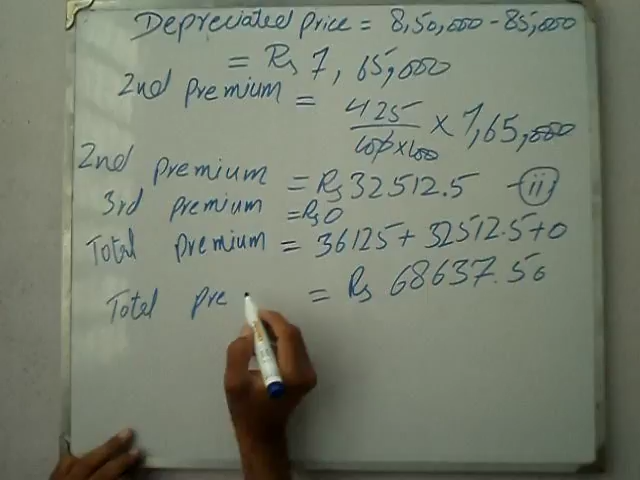 Depreciated price = 8,50,000 - 85,000
= Rs 7,65,000
2nd premium = 425/100×100 × 7,65,000
2nd premium = Rs 32512.5 - (ii)
3rd premium = Rs 0
Total premium = 36125 + 32512.5 + 0
Total pre = Rs 68637.50